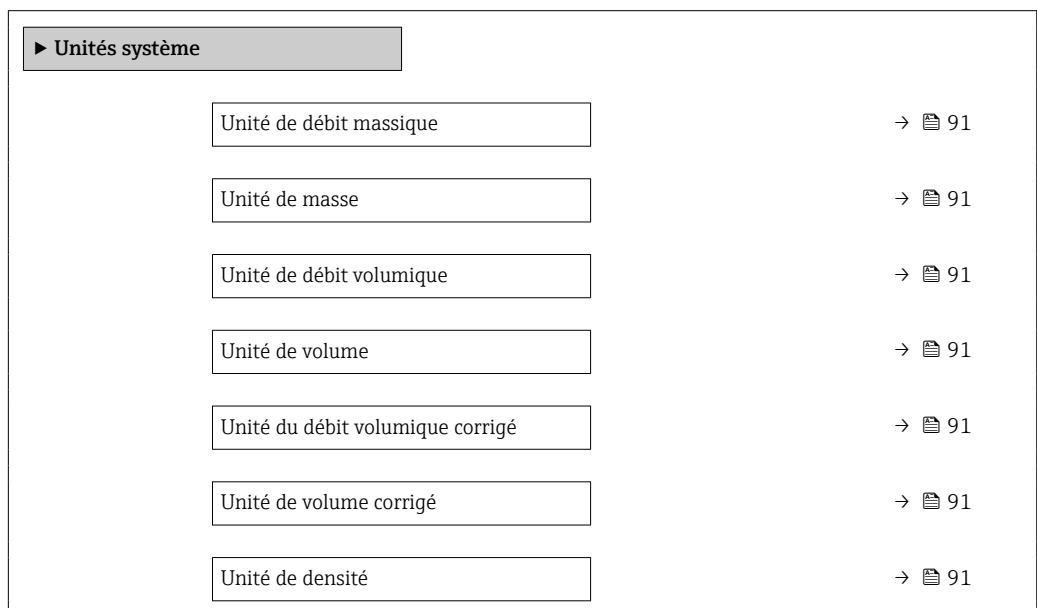 ▶ Unités système
Unité de débit massique → 91
Unité de masse → 91
Unité de débit volumique → 91
Unité de volume → 91
Unité du débit volumique corrigé → 91
Unité de volume corrigé → 91
Unité de densité → 91